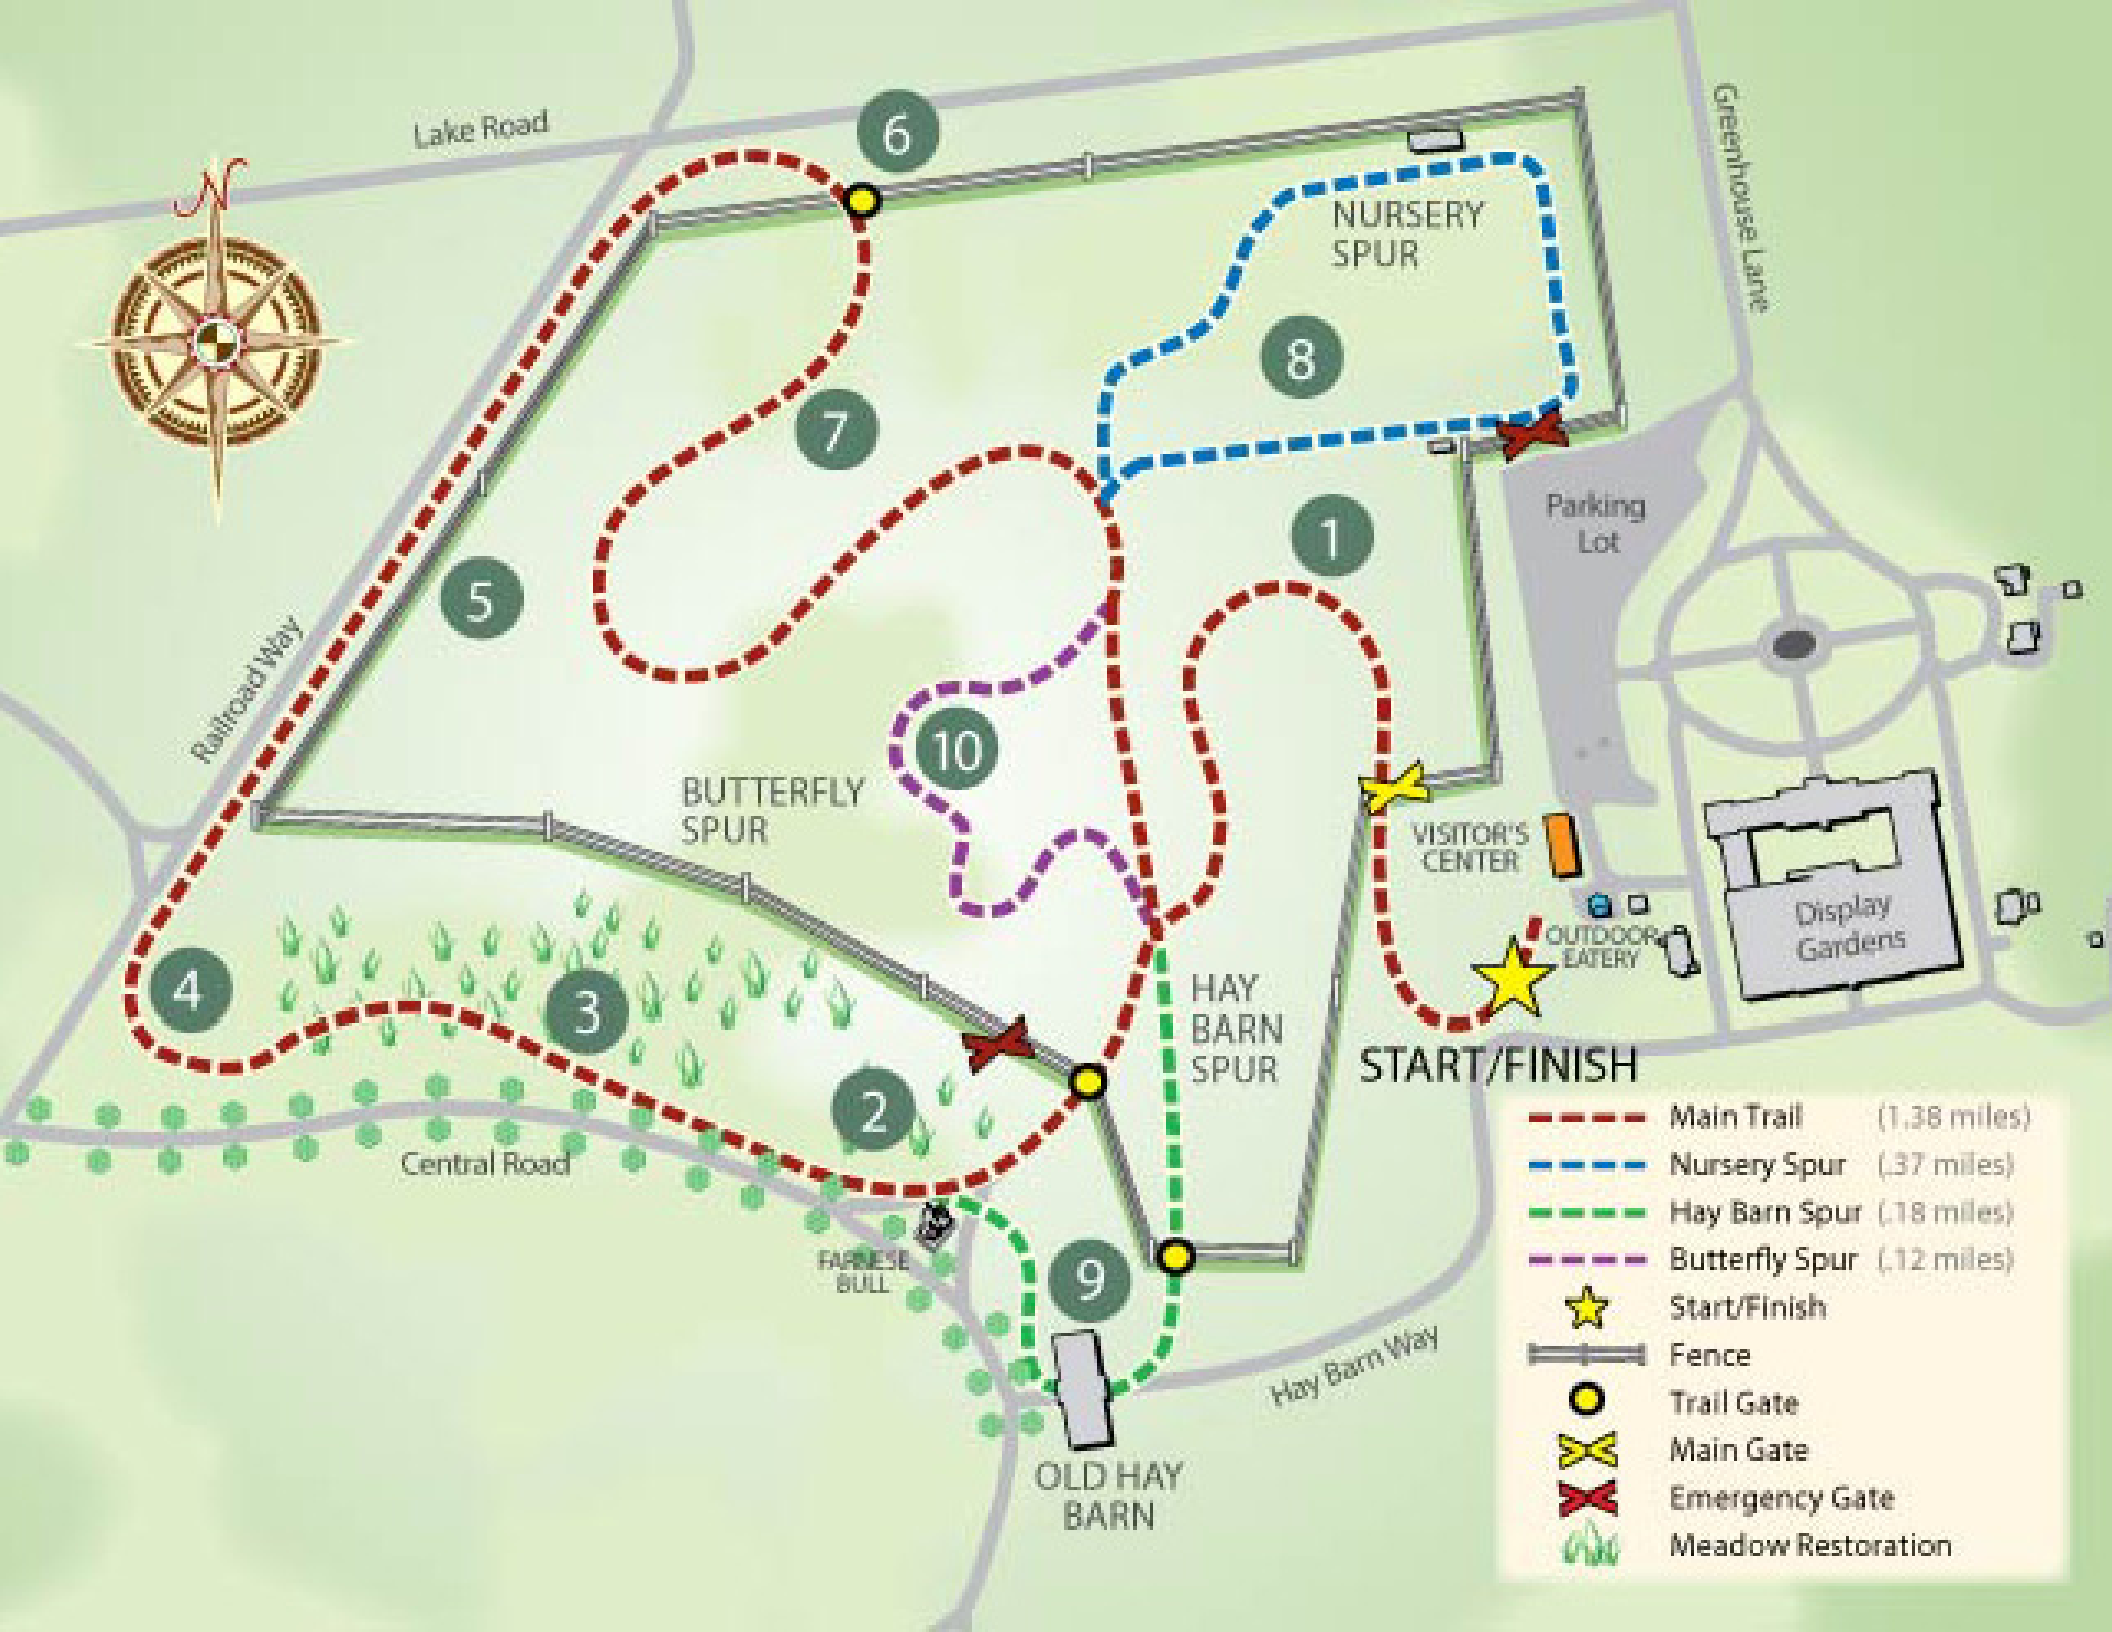 Lake Road
N
6
Greenhouse Lane
NURSERY
SPUR
8
7
1
Parking
Lot
5
Railroad Way
10
BUTTERFLY
SPUR
VISITOR'S
CENTER
Display
Gardens
OUTDOOR
EATERY
4
3
HAY
BARN
SPUR
START/FINISH
2
Central Road
FARNESE
BULL
9
Hay Barn Way
OLD HAY
BARN
Main Trail (1.38 miles)
Nursery Spur (.37 miles)
Hay Barn Spur (.18 miles)
Butterfly Spur (.12 miles)
Start/Finish
Fence
Trail Gate
Main Gate
Emergency Gate
Meadow Restoration